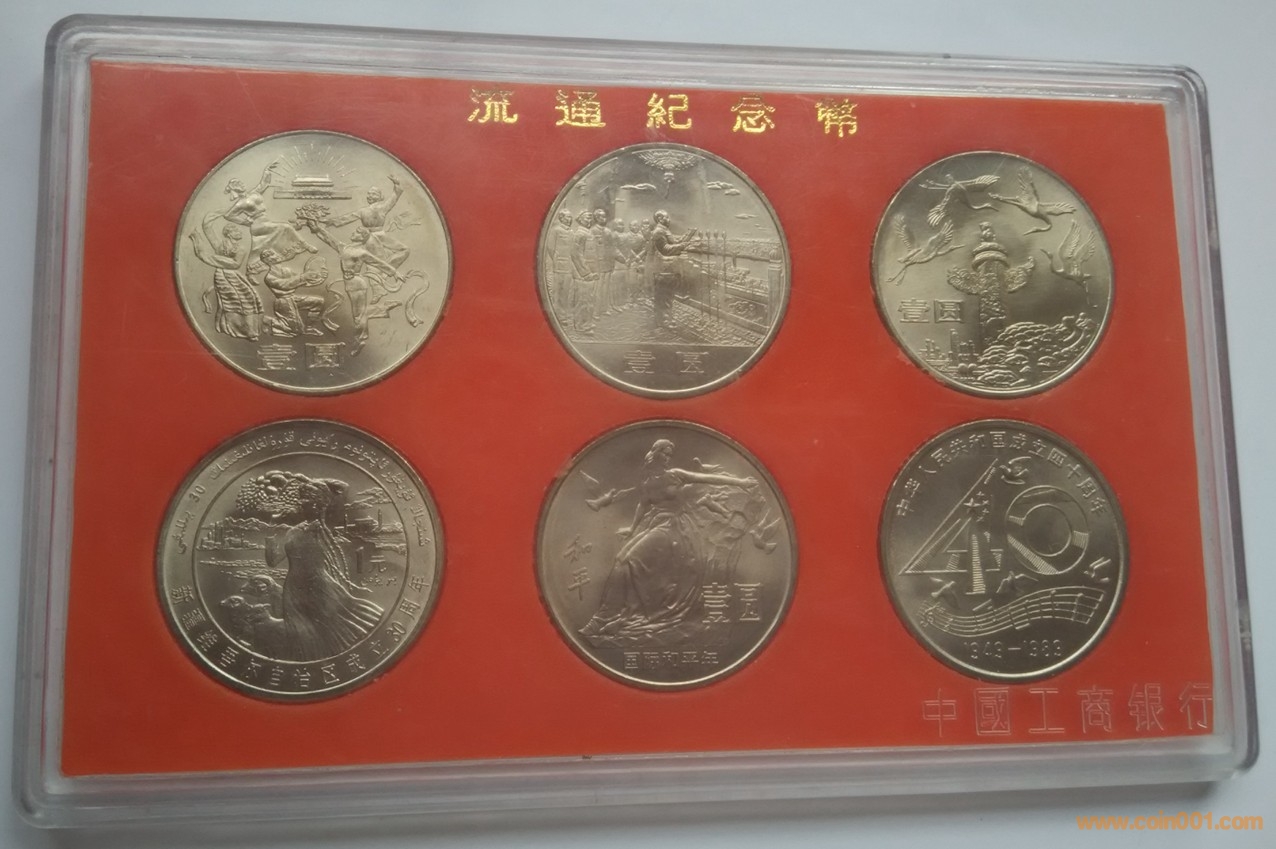 流通紀念幣
壹圆
壹圆
壹圆
新疆维吾尔自治区成立30周年
1元
和平
壹圆
国际和平年
中华人民共和国成立四十周年
40
1949-1989
中國工商银行
www.coin001.com